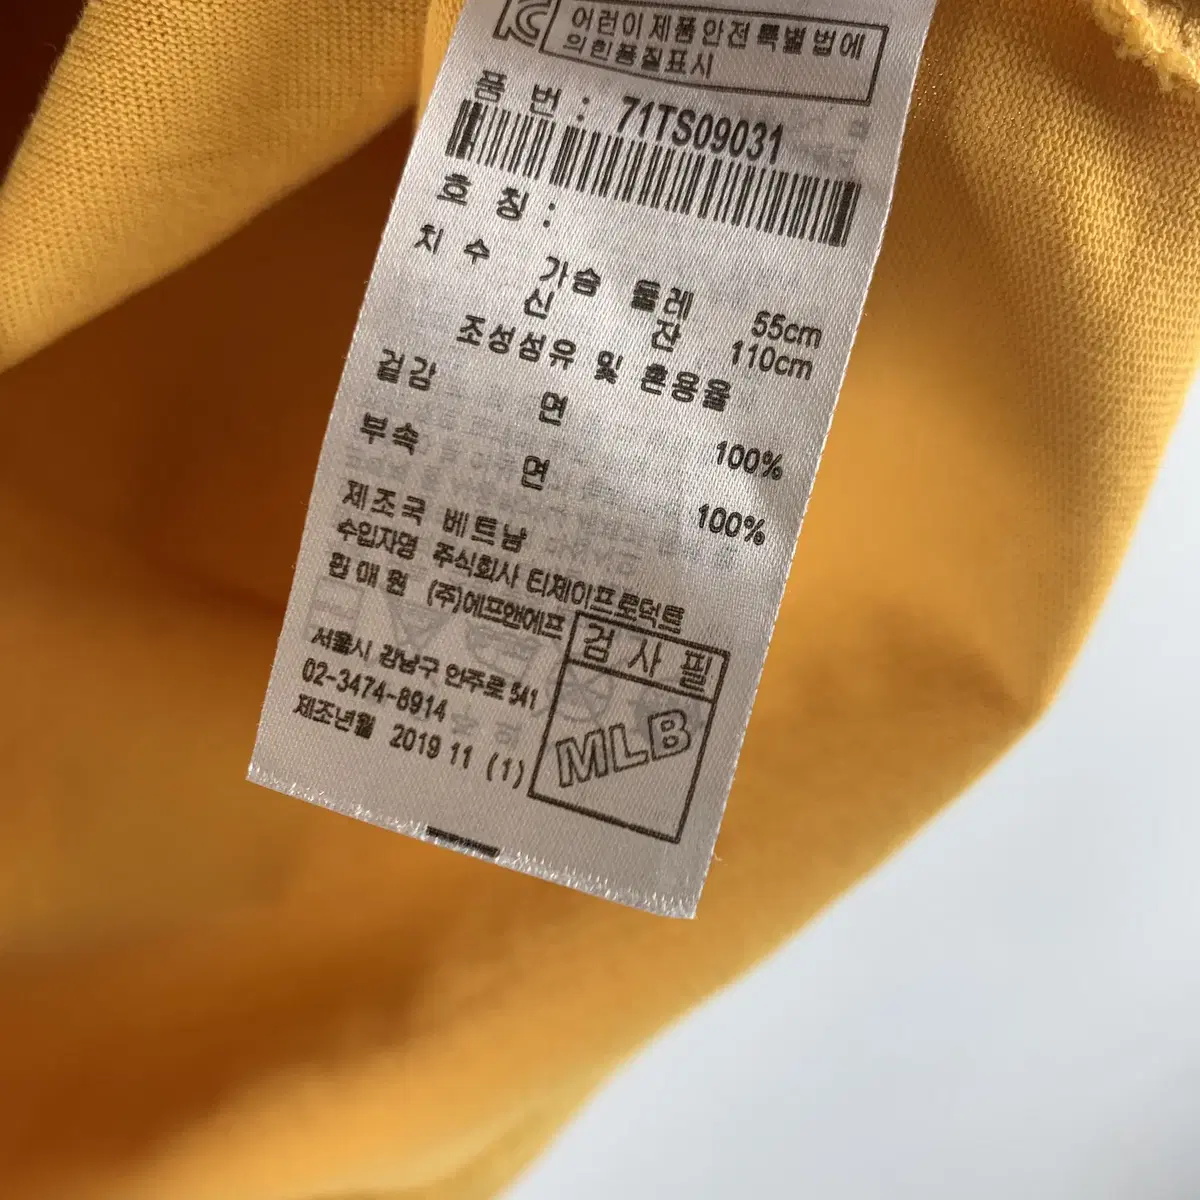 KC
어린이제품안전특별법에
의한품질표시
품 번 : 71TS09031
호 칭 :
치 수 가슴 둘레 55cm
신 장 110cm
조성섬유 및 혼용율
겉감 면 100%
부속 면 100%
제조국 베트남
수입자명 주식회사 티제이프로덕트
판매원 (주)에프앤에프
서울시 강남구 언주로 541
02-3474-8914
제조년월 2019 11 (1)
검사필
MLB